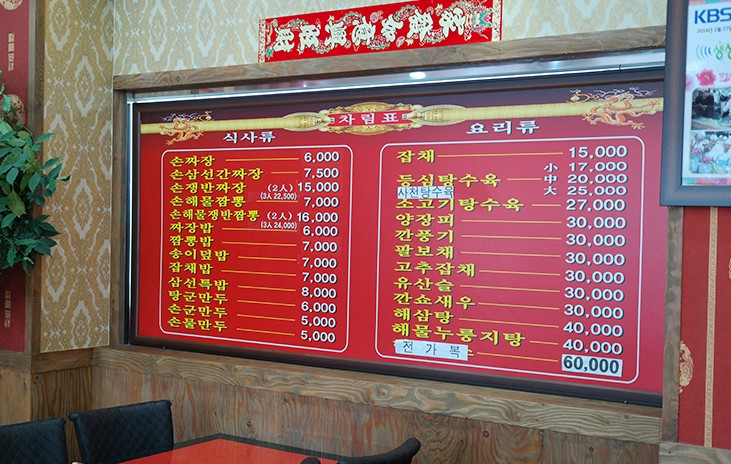 KBS
차림표
식사류
손짜장 6,000
손삼선간짜장 7,500
손쟁반짜장 (2人) 15,000
(3人 22,500)
손해물짬뽕 7,000
손해물쟁반짬뽕 (2人) 16,000
(3人 24,000)
짜장밥 6,000
짬뽕밥 7,000
송이덮밥 7,000
잡채밥 7,000
삼선특밥 8,000
탕군만두 6,000
손군만두 5,000
손물만두 5,000
요리류
잡채 15,000
小 17,000
등심탕수육 中 22,000
사천탕수육 大 25,000
소고기탕수육 27,000
양장피 30,000
깐풍기 30,000
팔보채 30,000
고추잡채 30,000
유산슬 30,000
깐쇼새우 30,000
해삼탕 40,000
해물누룽지탕 40,000
전가복 60,000